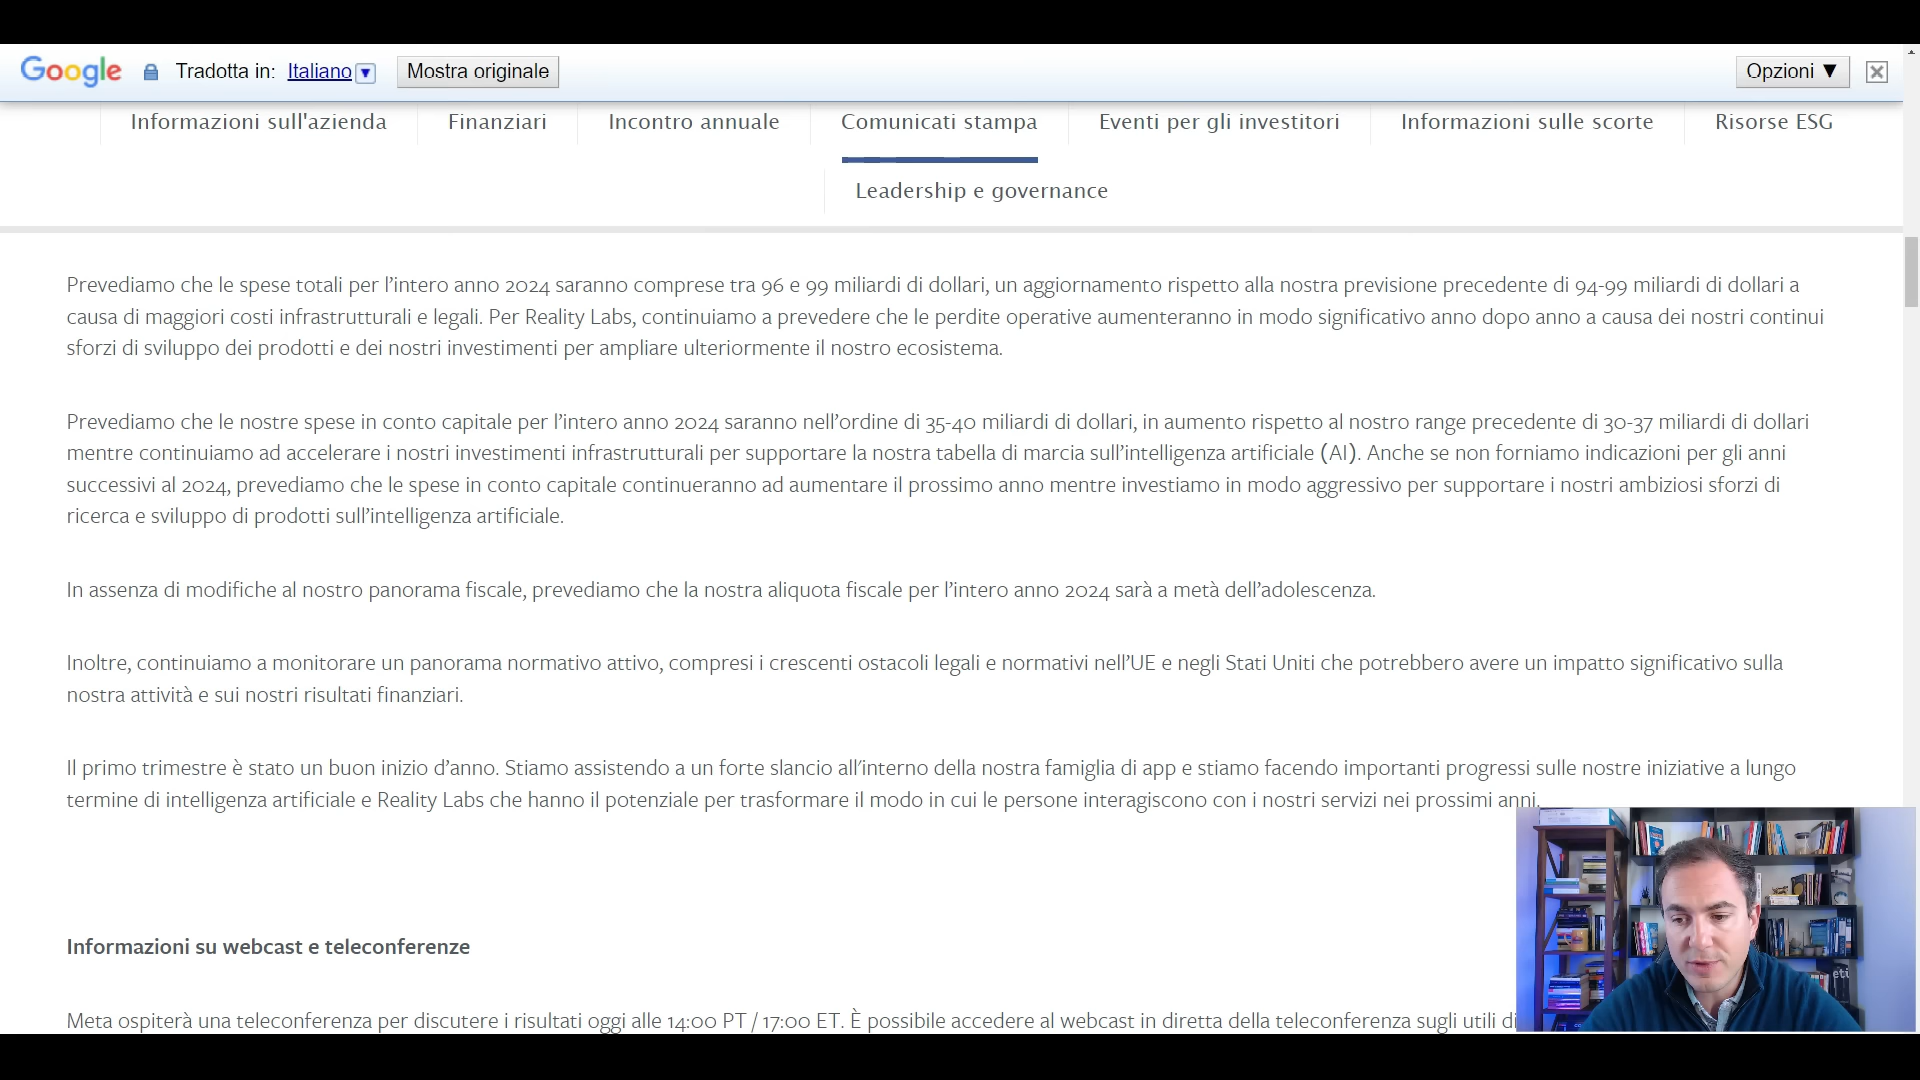 Google Tradotta in: Italiano ▼ Mostra originale Opzioni ▼
Informazioni sull'azienda Finanziari Incontro annuale Comunicati stampa Eventi per gli investitori Informazioni sulle scorte Risorse ESG
Leadership e governance
Prevediamo che le spese totali per l’intero anno 2024 saranno comprese tra 96 e 99 miliardi di dollari, un aggiornamento rispetto alla nostra previsione precedente di 94-99 miliardi di dollari a
causa di maggiori costi infrastrutturali e legali. Per Reality Labs, continuiamo a prevedere che le perdite operative aumenteranno in modo significativo anno dopo anno a causa dei nostri continui
sforzi di sviluppo dei prodotti e dei nostri investimenti per ampliare ulteriormente il nostro ecosistema.
Prevediamo che le nostre spese in conto capitale per l’intero anno 2024 saranno nell’ordine di 35-40 miliardi di dollari, in aumento rispetto al nostro range precedente di 30-37 miliardi di dollari
mentre continuiamo ad accelerare i nostri investimenti infrastrutturali per supportare la nostra tabella di marcia sull’intelligenza artificiale (AI). Anche se non forniamo indicazioni per gli anni
successivi al 2024, prevediamo che le spese in conto capitale continueranno ad aumentare il prossimo anno mentre investiamo in modo aggressivo per supportare i nostri ambiziosi sforzi di
ricerca e sviluppo di prodotti sull’intelligenza artificiale.
In assenza di modifiche al nostro panorama fiscale, prevediamo che la nostra aliquota fiscale per l’intero anno 2024 sarà a metà dell’adolescenza.
Inoltre, continuiamo a monitorare un panorama normativo attivo, compresi i crescenti ostacoli legali e normativi nell’UE e negli Stati Uniti che potrebbero avere un impatto significativo sulla
nostra attività e sui nostri risultati finanziari.
Il primo trimestre è stato un buon inizio d’anno. Stiamo assistendo a un forte slancio all'interno della nostra famiglia di app e stiamo facendo importanti progressi sulle nostre iniziative a lungo
termine di intelligenza artificiale e Reality Labs che hanno il potenziale per trasformare il modo in cui le persone interagiscono con i nostri servizi nei prossimi anni.
Informazioni su webcast e teleconferenze
Meta ospiterà una teleconferenza per discutere i risultati oggi alle 14:00 PT / 17:00 ET. È possibile accedere al webcast in diretta della teleconferenza sugli utili di